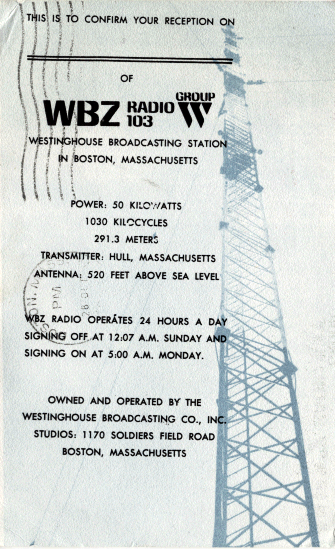 THIS IS TO CONFIRM YOUR RECEPTION ON
OF
WBZ RADIO 103 GROUP W
WESTINGHOUSE BROADCASTING STATION
IN BOSTON, MASSACHUSETTS
POWER: 50 KILOWATTS
1030 KILOCYCLES
291.3 METERS
TRANSMITTER: HULL, MASSACHUSETTS
ANTENNA: 520 FEET ABOVE SEA LEVEL
PM
WBZ RADIO OPERATES 24 HOURS A DAY
SIGNING OFF AT 12:07 A.M. SUNDAY AND
SIGNING ON AT 5:00 A.M. MONDAY.
OWNED AND OPERATED BY THE
WESTINGHOUSE BROADCASTING CO., INC.
STUDIOS: 1170 SOLDIERS FIELD ROAD
BOSTON, MASSACHUSETTS